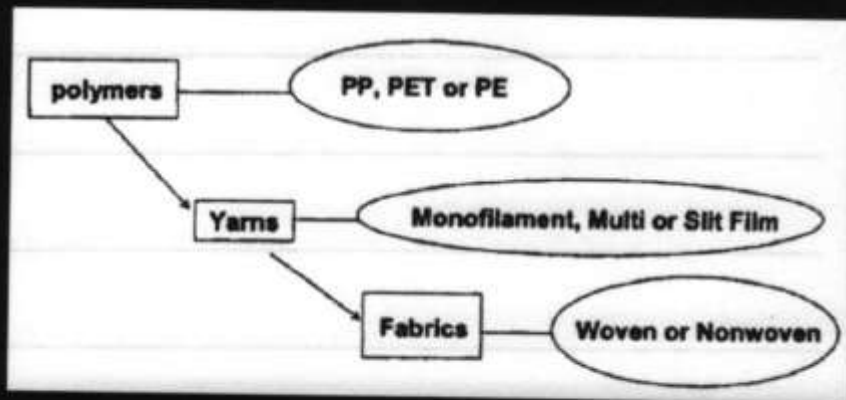 polymers
PP, PET or PE
Yarns
Monofilament, Multi or Slit Film
Fabrics
Woven or Nonwoven